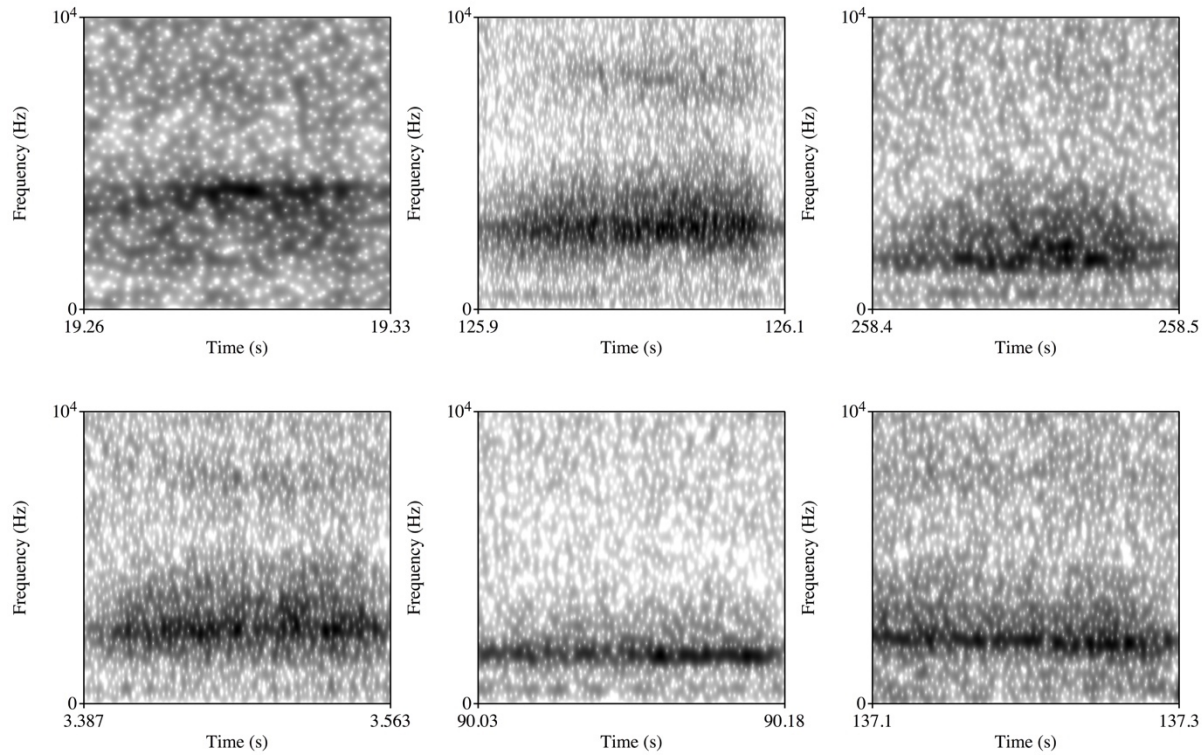 10⁴ 10⁴ 10⁴
Frequency (Hz) Frequency (Hz) Frequency (Hz)
0 0 0
19.26 19.33 125.9 126.1 258.4 258.5
Time (s) Time (s) Time (s)
10⁴ 10⁴ 10⁴
Frequency (Hz) Frequency (Hz) Frequency (Hz)
0 0 0
3.387 3.563 90.03 90.18 137.1 137.3
Time (s) Time (s) Time (s)